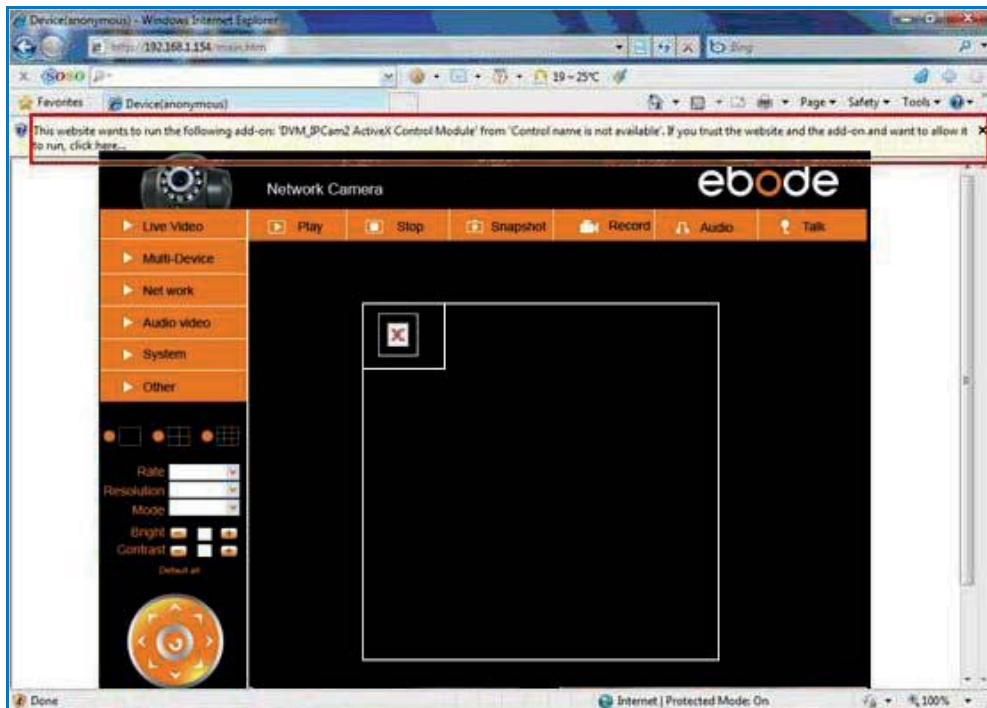 Device(anonymous) - Windows Internet Explorer
http://192.168.1.154/main.htm
Bing
SOSO
19~25℃
Favorites Device(anonymous) Page Safety Tools
This website wants to run the following add-on: 'DVM_IPCam2 ActiveX Control Module' from 'Control name is not available'. If you trust the website and the add-on and want to allow it
to run, click here...
Network Camera ebode
Live Video Play Stop Snapshot Record Audio Talk
Multi-Device
Net work
Audio video
System
Other
Rate
Resolution
Mode
Bright
Contrast
Default all
Done Internet | Protected Mode: On 100%